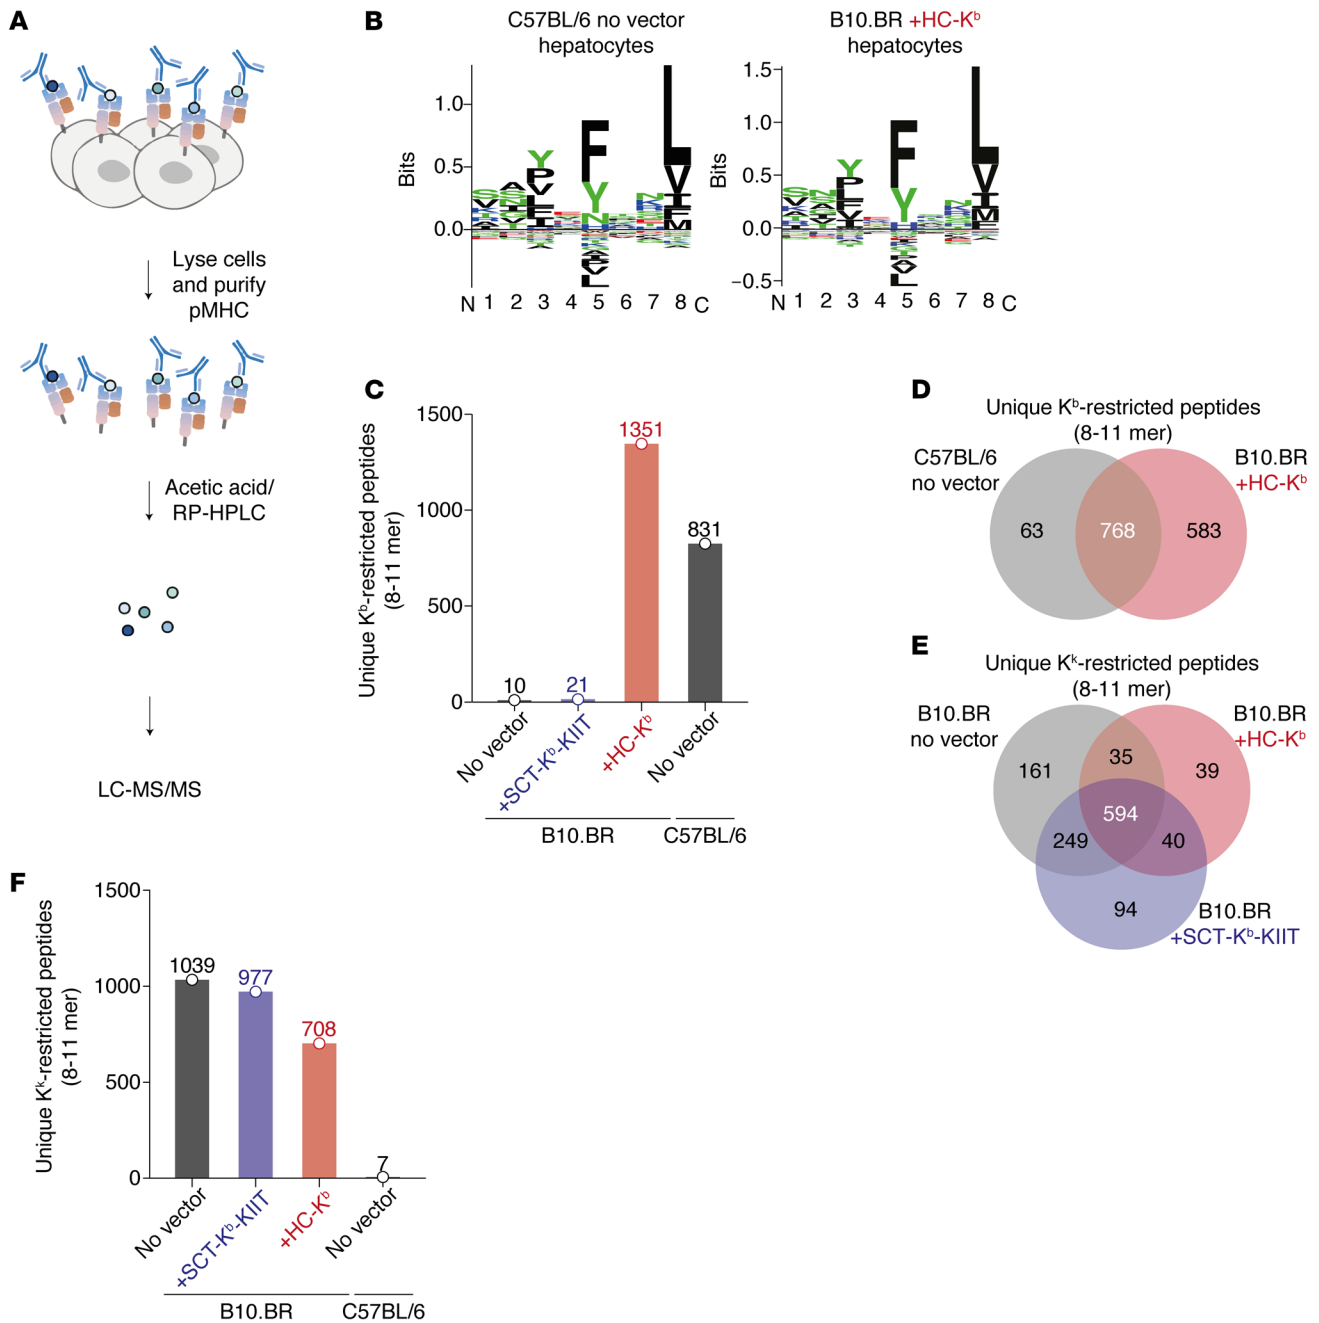 A
Lyse cells
and purify
pMHC
Acetic acid/
RP-HPLC
LC-MS/MS
B
C57BL/6 no vector
hepatocytes
Bits
1.0
0.5
0.0
N 1 2 3 4 5 6 7 8 C
B10.BR +HC-Kᵇ
hepatocytes
Bits
1.5
1.0
0.5
0.0
−0.5
N 1 2 3 4 5 6 7 8 C
C
Unique Kᵇ-restricted peptides
(8-11 mer)
1500
1000
500
0
10
21
1351
831
No vector
+SCT-Kᵇ-KIIT
+HC-Kᵇ
No vector
B10.BR
C57BL/6
D
Unique Kᵇ-restricted peptides
(8-11 mer)
C57BL/6
no vector
B10.BR
+HC-Kᵇ
63
768
583
E
Unique Kᵏ-restricted peptides
(8-11 mer)
B10.BR
no vector
B10.BR
+HC-Kᵇ
161
35
39
594
249
40
94
B10.BR
+SCT-Kᵇ-KIIT
F
Unique Kᵏ-restricted peptides
(8-11 mer)
1500
1000
500
0
1039
977
708
7
No vector
+SCT-Kᵇ-KIIT
+HC-Kᵇ
No vector
B10.BR
C57BL/6